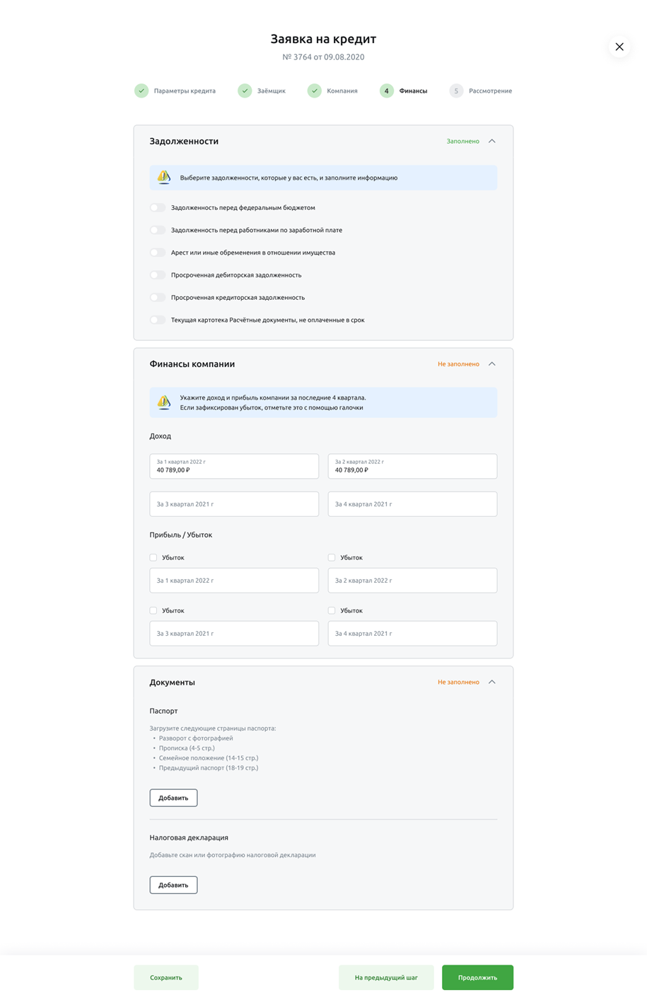 Заявка на кредит
№ 3764 от 09.08.2020
Параметры кредита
Заёмщик
Компания
4 Финансы
5 Рассмотрение
Задолженности
Заполнено
Выберите задолженности, которые у вас есть, и заполните информацию
Задолженность перед федеральным бюджетом
Задолженность перед работниками по заработной плате
Арест или иные обременения в отношении имущества
Просроченная дебиторская задолженность
Просроченная кредиторская задолженность
Текущая картотека Расчётные документы, не оплаченные в срок
Финансы компании
Не заполнено
Укажите доход и прибыль компании за последние 4 квартала.
Если зафиксирован убыток, отметьте это с помощью галочки
Доход
За 1 квартал 2022 г
40 789,00 ₽
За 2 квартал 2022 г
40 789,00 ₽
За 3 квартал 2021 г
За 4 квартал 2021 г
Прибыль / Убыток
Убыток
Убыток
За 1 квартал 2022 г
За 2 квартал 2022 г
Убыток
Убыток
За 3 квартал 2021 г
За 4 квартал 2021 г
Документы
Не заполнено
Паспорт
Загрузите следующие страницы паспорта:
• Разворот с фотографией
• Прописка (4-5 стр.)
• Семейное положение (14-15 стр.)
• Предыдущий паспорт (18-19 стр.)
Добавить
Налоговая декларация
Добавьте скан или фотографию налоговой декларации
Добавить
Сохранить
На предыдущий шаг
Продолжить